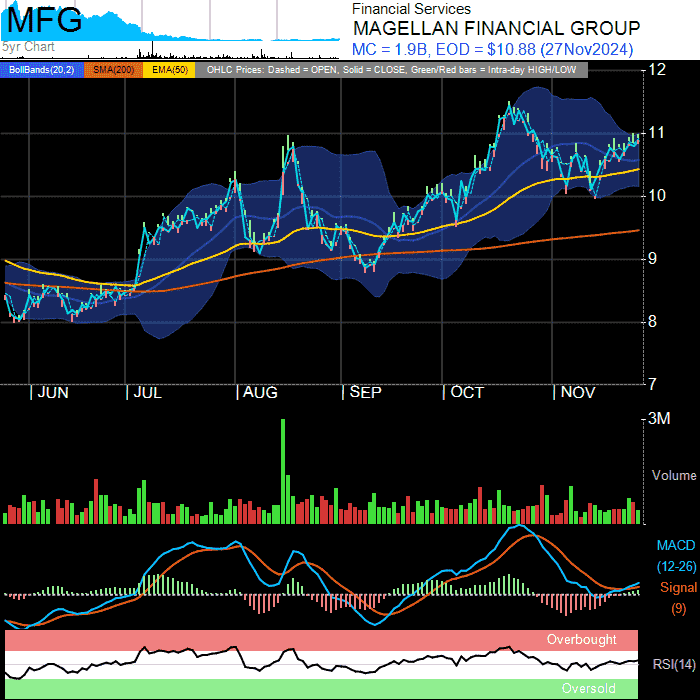 MFG
5yr Chart
Financial Services
MAGELLAN FINANCIAL GROUP
MC = 1.9B, EOD = $10.88 (27Nov2024)
BollBands(20,2) SMA(200) EMA(50) OHLC Prices: Dashed = OPEN, Solid = CLOSE, Green/Red bars = Intra-day HIGH/LOW
12
11
10
9
8
7
JUN JUL AUG SEP OCT NOV
3M
Volume
MACD
(12-26)
Signal
(9)
Overbought
RSI(14)
Oversold